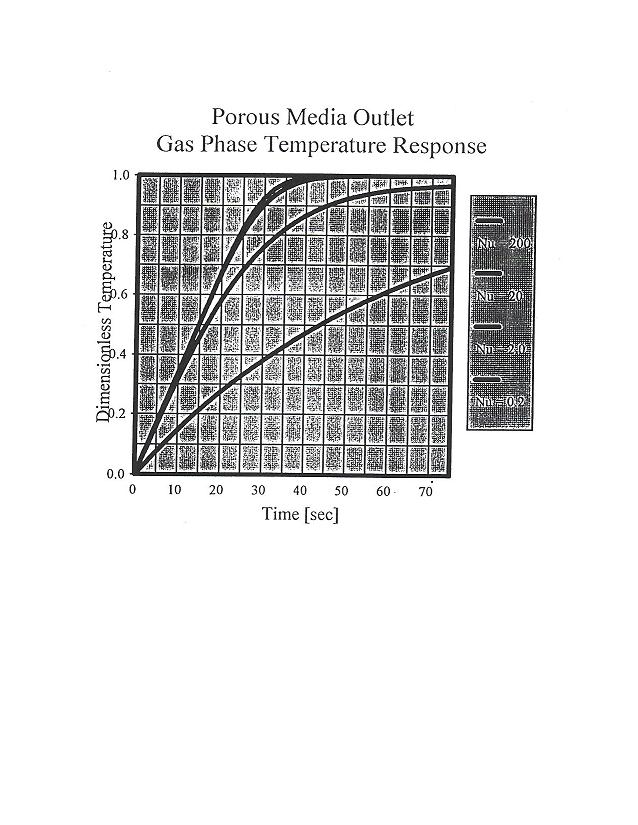 Porous Media Outlet
Gas Phase Temperature Response
Dimensionless Temperature
1.0
0.8
0.6
0.4
0.2
0.0
0 10 20 30 40 50 60 70
Time [sec]
Nu=200
Nu=20
Nu=2.0
Nu=0.2